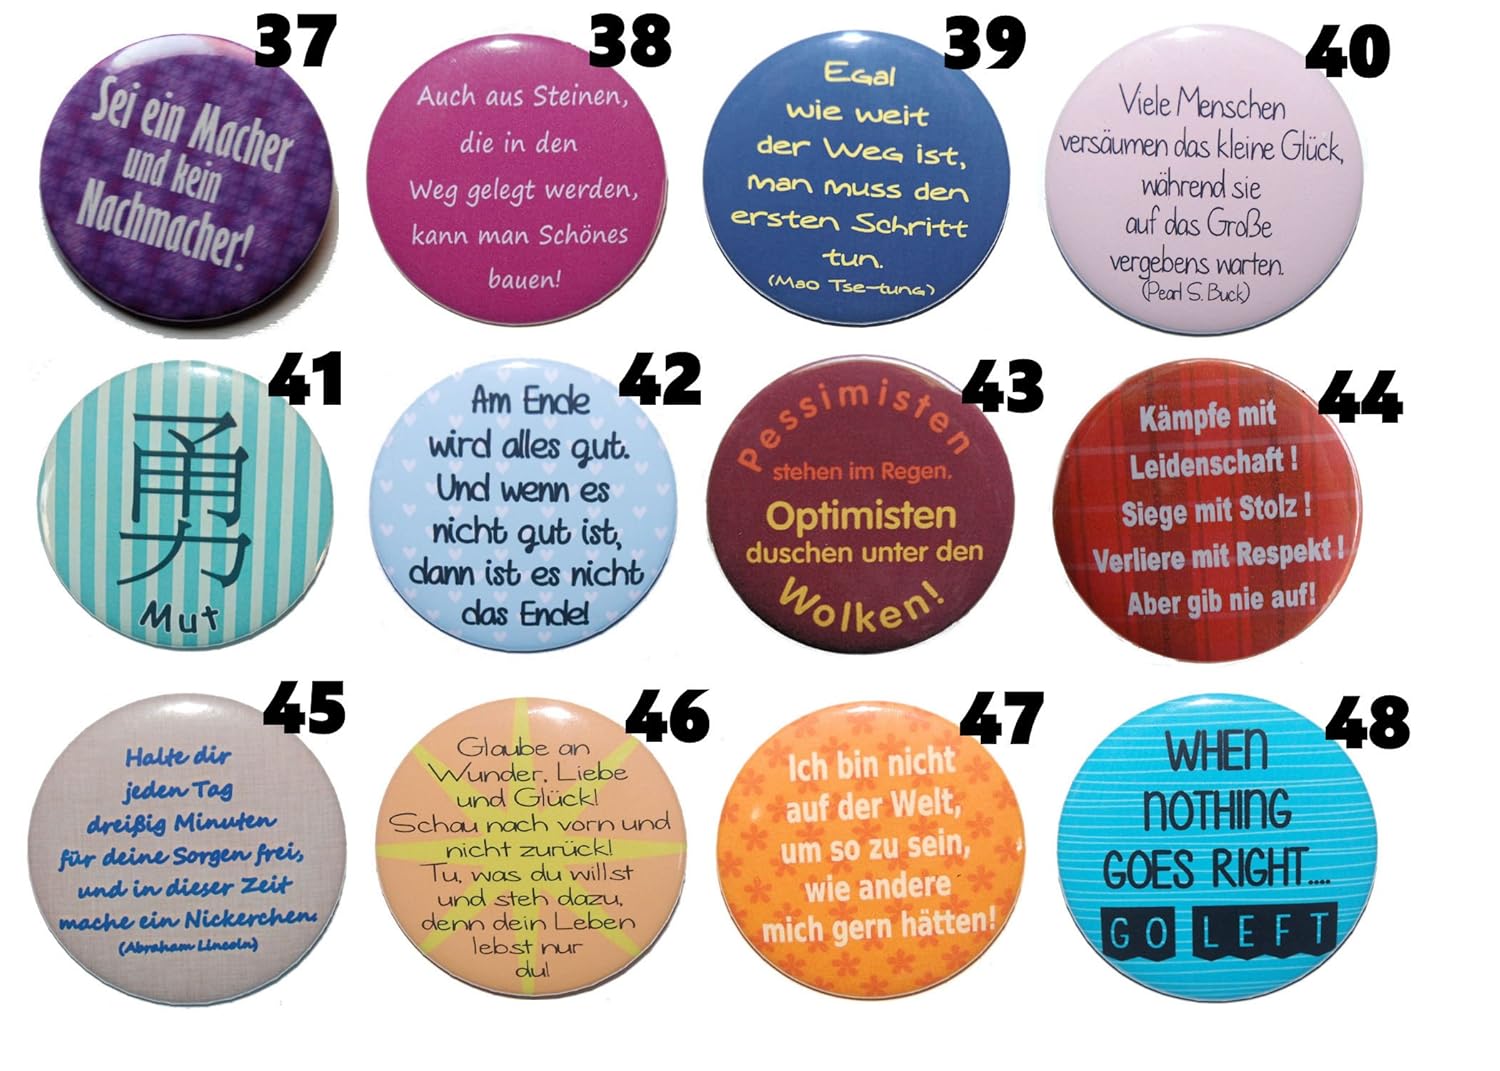 37
Sei ein Macher
und kein
Nachmacher!
38
Auch aus Steinen,
die in den
Weg gelegt werden,
kann man Schönes
bauen!
39
Egal
wie weit
der Weg ist,
man muss den
ersten Schritt
tun.
(Mao Tse-tung)
40
Viele Menschen
versäumen das kleine Glück,
während sie
auf das Große
vergebens warten.
(Pearl S. Buck)
41
勇
Mut
42
Am Ende
wird alles gut.
Und wenn es
nicht gut ist,
dann ist es nicht
das Ende!
43
Pessimisten
stehen im Regen.
Optimisten
duschen unter den
Wolken!
44
Kämpfe mit
Leidenschaft !
Siege mit Stolz !
Verliere mit Respekt !
Aber gib nie auf!
45
Halte dir
jeden Tag
dreißig Minuten
für deine Sorgen frei,
und in dieser Zeit
mache ein Nickerchen.
(Abraham Lincoln)
46
Glaube an
Wunder, Liebe
und Glück!
Schau nach vorn und
nicht zurück!
Tu, was du willst
und steh dazu,
denn dein Leben
lebst nur
du!
47
Ich bin nicht
auf der Welt,
um so zu sein,
wie andere
mich gern hätten!
48
WHEN
NOTHING
GOES RIGHT....
GO LEFT